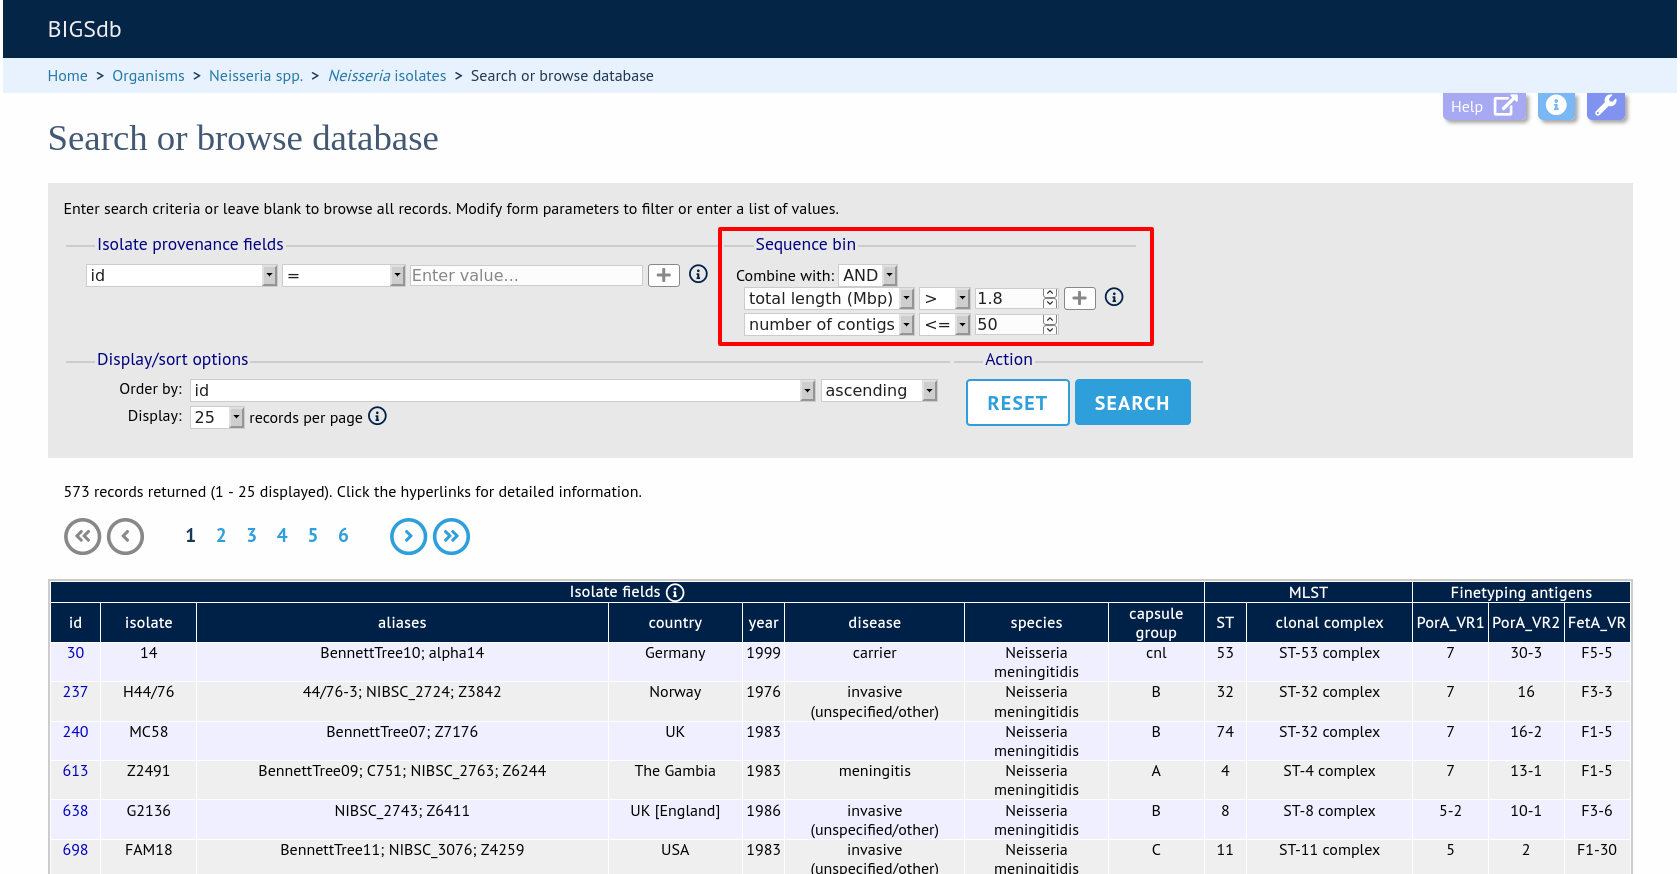 BIGSdb
Home > Organisms > Neisseria spp. > Neisseria isolates > Search or browse database
Help
Search or browse database
Enter search criteria or leave blank to browse all records. Modify form parameters to filter or enter a list of values.
Isolate provenance fields
id = Enter value... +
Sequence bin
Combine with: AND
total length (Mbp) > 1.8 +
number of contigs <= 50
Display/sort options
Order by: id ascending
Display: 25 records per page
Action
RESET SEARCH
573 records returned (1 - 25 displayed). Click the hyperlinks for detailed information.
1 2 3 4 5 6
Isolate fields MLST Finetyping antigens
id isolate aliases country year disease species capsule group ST clonal complex PorA_VR1 PorA_VR2 FetA_VR
30 14 BennettTree10; alpha14 Germany 1999 carrier Neisseria meningitidis cnl 53 ST-53 complex 7 30-3 F5-5
237 H44/76 44/76-3; NIBSC_2724; Z3842 Norway 1976 invasive (unspecified/other) Neisseria meningitidis B 32 ST-32 complex 7 16 F3-3
240 MC58 BennettTree07; Z7176 UK 1983 Neisseria meningitidis B 74 ST-32 complex 7 16-2 F1-5
613 Z2491 BennettTree09; C751; NIBSC_2763; Z6244 The Gambia 1983 meningitis Neisseria meningitidis A 4 ST-4 complex 7 13-1 F1-5
638 G2136 NIBSC_2743; Z6411 UK [England] 1986 invasive (unspecified/other) Neisseria meningitidis B 8 ST-8 complex 5-2 10-1 F3-6
698 FAM18 BennettTree11; NIBSC_3076; Z4259 USA 1983 invasive (unspecified/other) Neisseria meningitidis C 11 ST-11 complex 5 2 F1-30